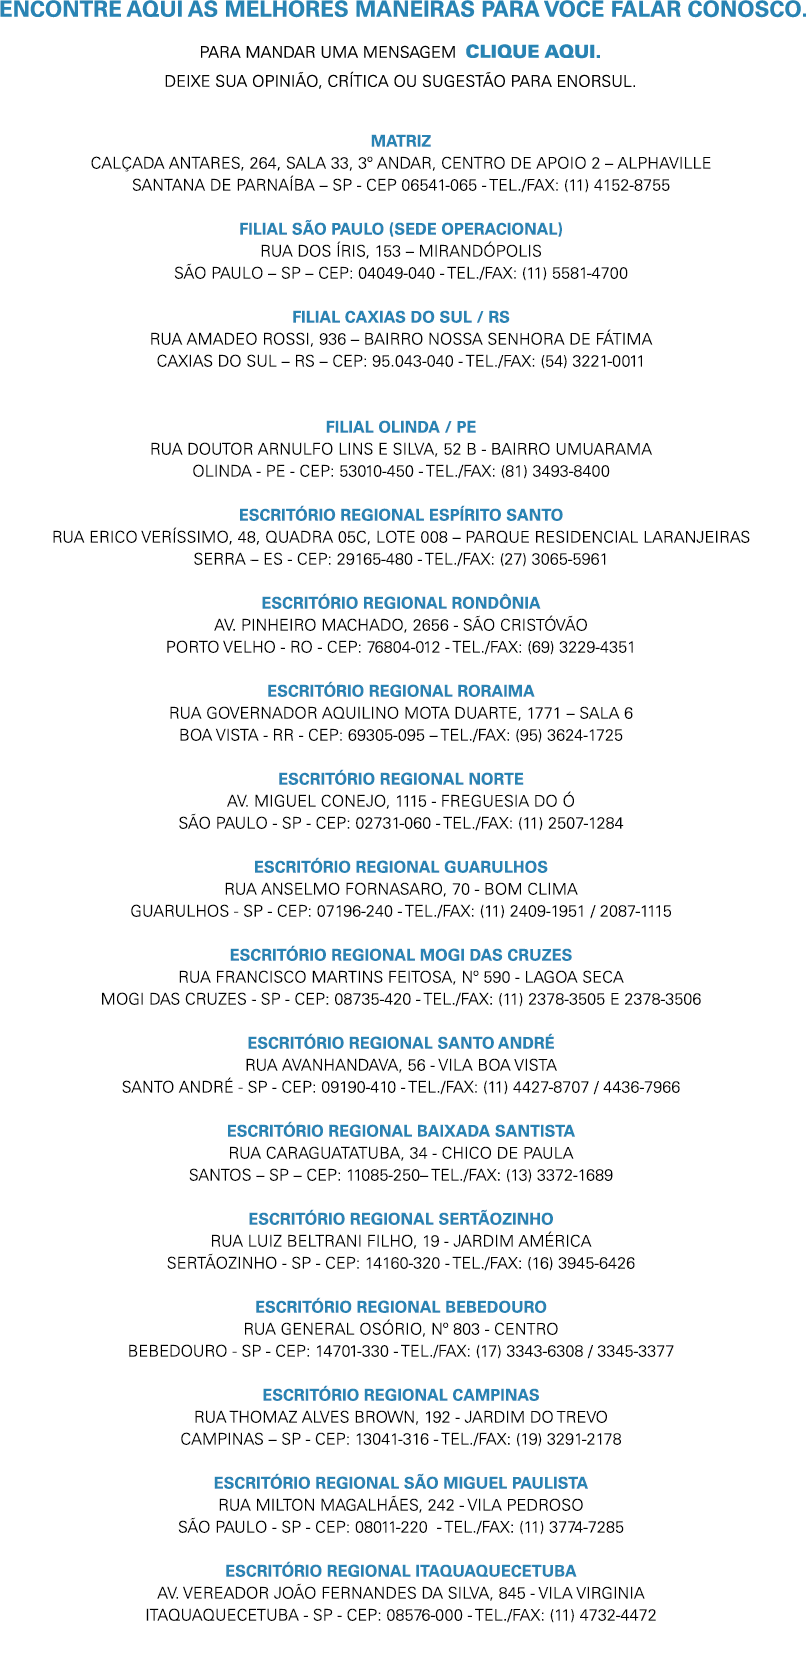 ENCONTRE AQUI AS MELHORES MANEIRAS PARA VOCÊ FALAR CONOSCO.
PARA MANDAR UMA MENSAGEM CLIQUE AQUI.
DEIXE SUA OPINIÃO, CRÍTICA OU SUGESTÃO PARA ENORSUL.
MATRIZ
CALÇADA ANTARES, 264, SALA 33, 3º ANDAR, CENTRO DE APOIO 2 – ALPHAVILLE
SANTANA DE PARNAÍBA – SP - CEP 06541-065 - TEL./FAX: (11) 4152-8755
FILIAL SÃO PAULO (SEDE OPERACIONAL)
RUA DOS ÍRIS, 153 – MIRANDÓPOLIS
SÃO PAULO – SP – CEP: 04049-040 - TEL./FAX: (11) 5581-4700
FILIAL CAXIAS DO SUL / RS
RUA AMADEO ROSSI, 936 – BAIRRO NOSSA SENHORA DE FÁTIMA
CAXIAS DO SUL – RS – CEP: 95.043-040 - TEL./FAX: (54) 3221-0011
FILIAL OLINDA / PE
RUA DOUTOR ARNULFO LINS E SILVA, 52 B - BAIRRO UMUARAMA
OLINDA - PE - CEP: 53010-450 - TEL./FAX: (81) 3493-8400
ESCRITÓRIO REGIONAL ESPÍRITO SANTO
RUA ERICO VERÍSSIMO, 48, QUADRA 05C, LOTE 008 – PARQUE RESIDENCIAL LARANJEIRAS
SERRA – ES - CEP: 29165-480 - TEL./FAX: (27) 3065-5961
ESCRITÓRIO REGIONAL RONDÔNIA
AV. PINHEIRO MACHADO, 2656 - SÃO CRISTÓVÃO
PORTO VELHO - RO - CEP: 76804-012 - TEL./FAX: (69) 3229-4351
ESCRITÓRIO REGIONAL RORAIMA
RUA GOVERNADOR AQUILINO MOTA DUARTE, 1771 – SALA 6
BOA VISTA - RR - CEP: 69305-095 – TEL./FAX: (95) 3624-1725
ESCRITÓRIO REGIONAL NORTE
AV. MIGUEL CONEJO, 1115 - FREGUESIA DO Ó
SÃO PAULO - SP - CEP: 02731-060 - TEL./FAX: (11) 2507-1284
ESCRITÓRIO REGIONAL GUARULHOS
RUA ANSELMO FORNASARO, 70 - BOM CLIMA
GUARULHOS - SP - CEP: 07196-240 - TEL./FAX: (11) 2409-1951 / 2087-1115
ESCRITÓRIO REGIONAL MOGI DAS CRUZES
RUA FRANCISCO MARTINS FEITOSA, Nº 590 - LAGOA SECA
MOGI DAS CRUZES - SP - CEP: 08735-420 - TEL./FAX: (11) 2378-3505 E 2378-3506
ESCRITÓRIO REGIONAL SANTO ANDRÉ
RUA AVANHANDAVA, 56 - VILA BOA VISTA
SANTO ANDRÉ - SP - CEP: 09190-410 - TEL./FAX: (11) 4427-8707 / 4436-7966
ESCRITÓRIO REGIONAL BAIXADA SANTISTA
RUA CARAGUATATUBA, 34 - CHICO DE PAULA
SANTOS – SP – CEP: 11085-250– TEL./FAX: (13) 3372-1689
ESCRITÓRIO REGIONAL SERTÃOZINHO
RUA LUIZ BELTRANI FILHO, 19 - JARDIM AMÉRICA
SERTÃOZINHO - SP - CEP: 14160-320 - TEL./FAX: (16) 3945-6426
ESCRITÓRIO REGIONAL BEBEDOURO
RUA GENERAL OSÓRIO, Nº 803 - CENTRO
BEBEDOURO - SP - CEP: 14701-330 - TEL./FAX: (17) 3343-6308 / 3345-3377
ESCRITÓRIO REGIONAL CAMPINAS
RUA THOMAZ ALVES BROWN, 192 - JARDIM DO TREVO
CAMPINAS – SP - CEP: 13041-316 - TEL./FAX: (19) 3291-2178
ESCRITÓRIO REGIONAL SÃO MIGUEL PAULISTA
RUA MILTON MAGALHÃES, 242 - VILA PEDROSO
SÃO PAULO - SP - CEP: 08011-220 - TEL./FAX: (11) 3774-7285
ESCRITÓRIO REGIONAL ITAQUAQUECETUBA
AV. VEREADOR JOÃO FERNANDES DA SILVA, 845 - VILA VIRGINIA
ITAQUAQUECETUBA - SP - CEP: 08576-000 - TEL./FAX: (11) 4732-4472